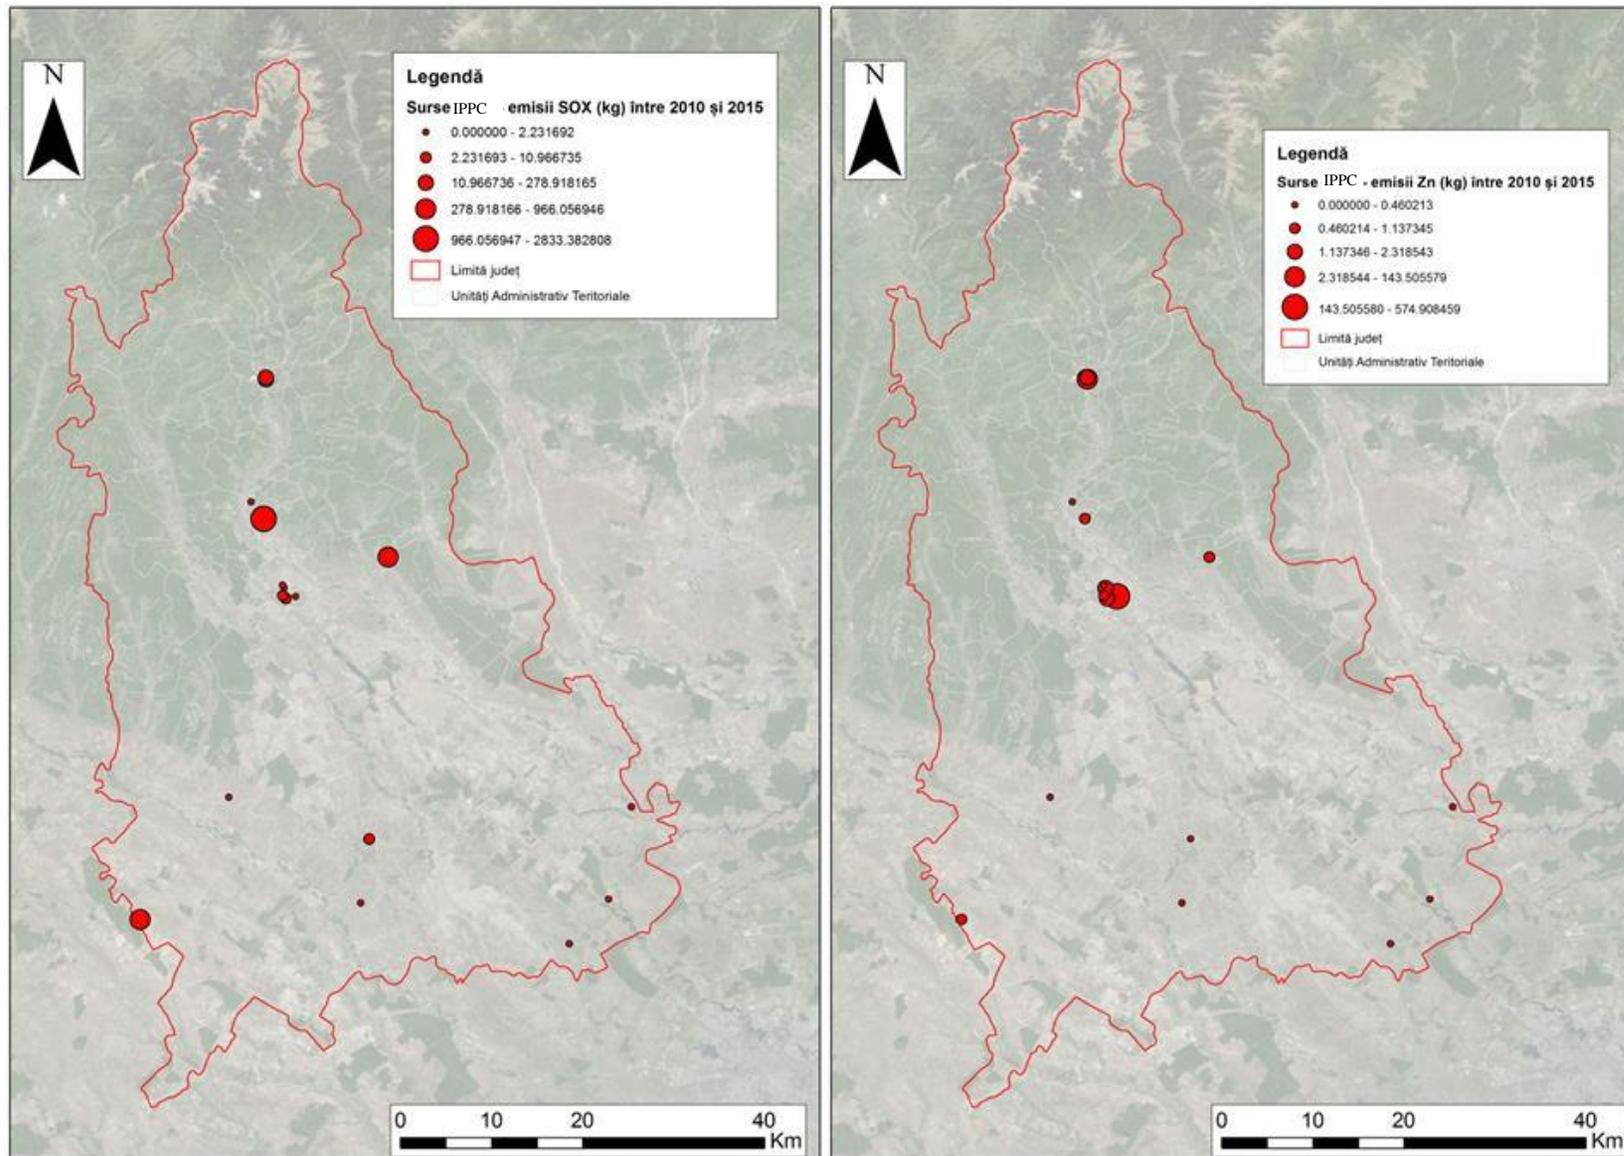 N
Legendă
Surse IPPC emisii SOX (kg) între 2010 și 2015
0.000000 - 2.231692
2.231693 - 10.966735
10.966736 - 278.918165
278.918166 - 966.056946
966.056947 - 2833.382808
Limită județ
Unități Administrativ Teritoriale
0 10 20 40
Km
N
Legendă
Surse IPPC - emisii Zn (kg) între 2010 și 2015
0.000000 - 0.460213
0.460214 - 1.137345
1.137346 - 2.318543
2.318544 - 143.505579
143.505580 - 574.908459
Limită județ
Unități Administrativ Teritoriale
0 10 20 40
Km